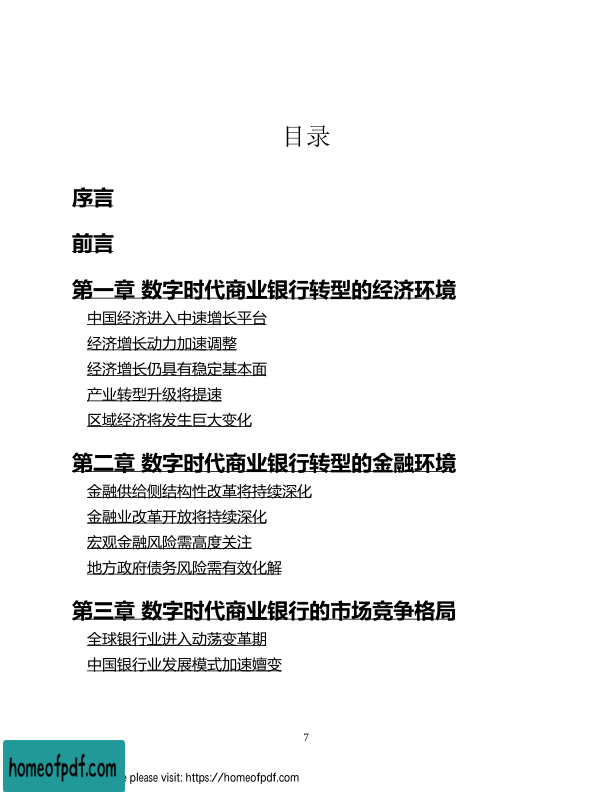 目录
序言
前言
第一章 数字时代商业银行转型的经济环境
中国经济进入中速增长平台
经济增长动力加速调整
经济增长仍具有稳定基本面
产业转型升级将提速
区域经济将发生巨大变化
第二章 数字时代商业银行转型的金融环境
金融供给侧结构性改革将持续深化
金融业改革开放将持续深化
宏观金融风险需高度关注
地方政府债务风险需有效化解
第三章 数字时代商业银行的市场竞争格局
全球银行业进入动荡变革期
中国银行业发展模式加速嬗变
7
homeofpdf.com
e please visit: https://homeofpdf.com